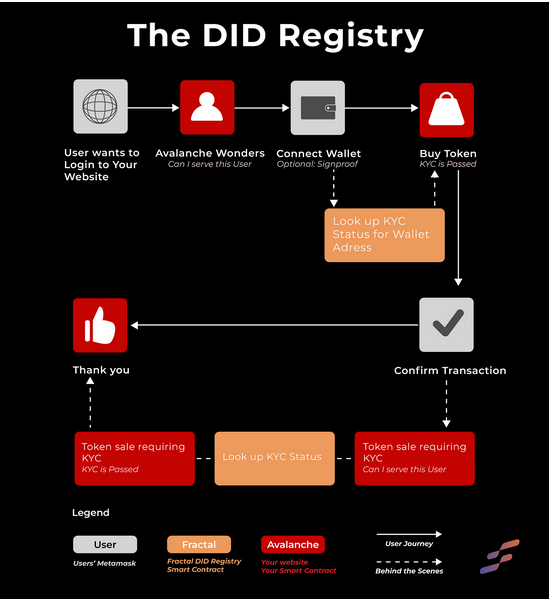 The DID Registry
User wants to
Login to Your
Website
Avalanche Wonders
Can I serve this User
Connect Wallet
Optional: Signproof
Buy Token
KYC is Passed
Look up KYC
Status for Wallet
Adress
Thank you
Confirm Transaction
Token sale requiring
KYC
KYC is Passed
Look up KYC Status
Token sale requiring
KYC
Can I serve this User
Legend
User
Users' Metamask
Fractal
Fractal DID Registry
Smart Contract
Avalanche
Your website
Your Smart Contract
User Journey
Behind the Scenes